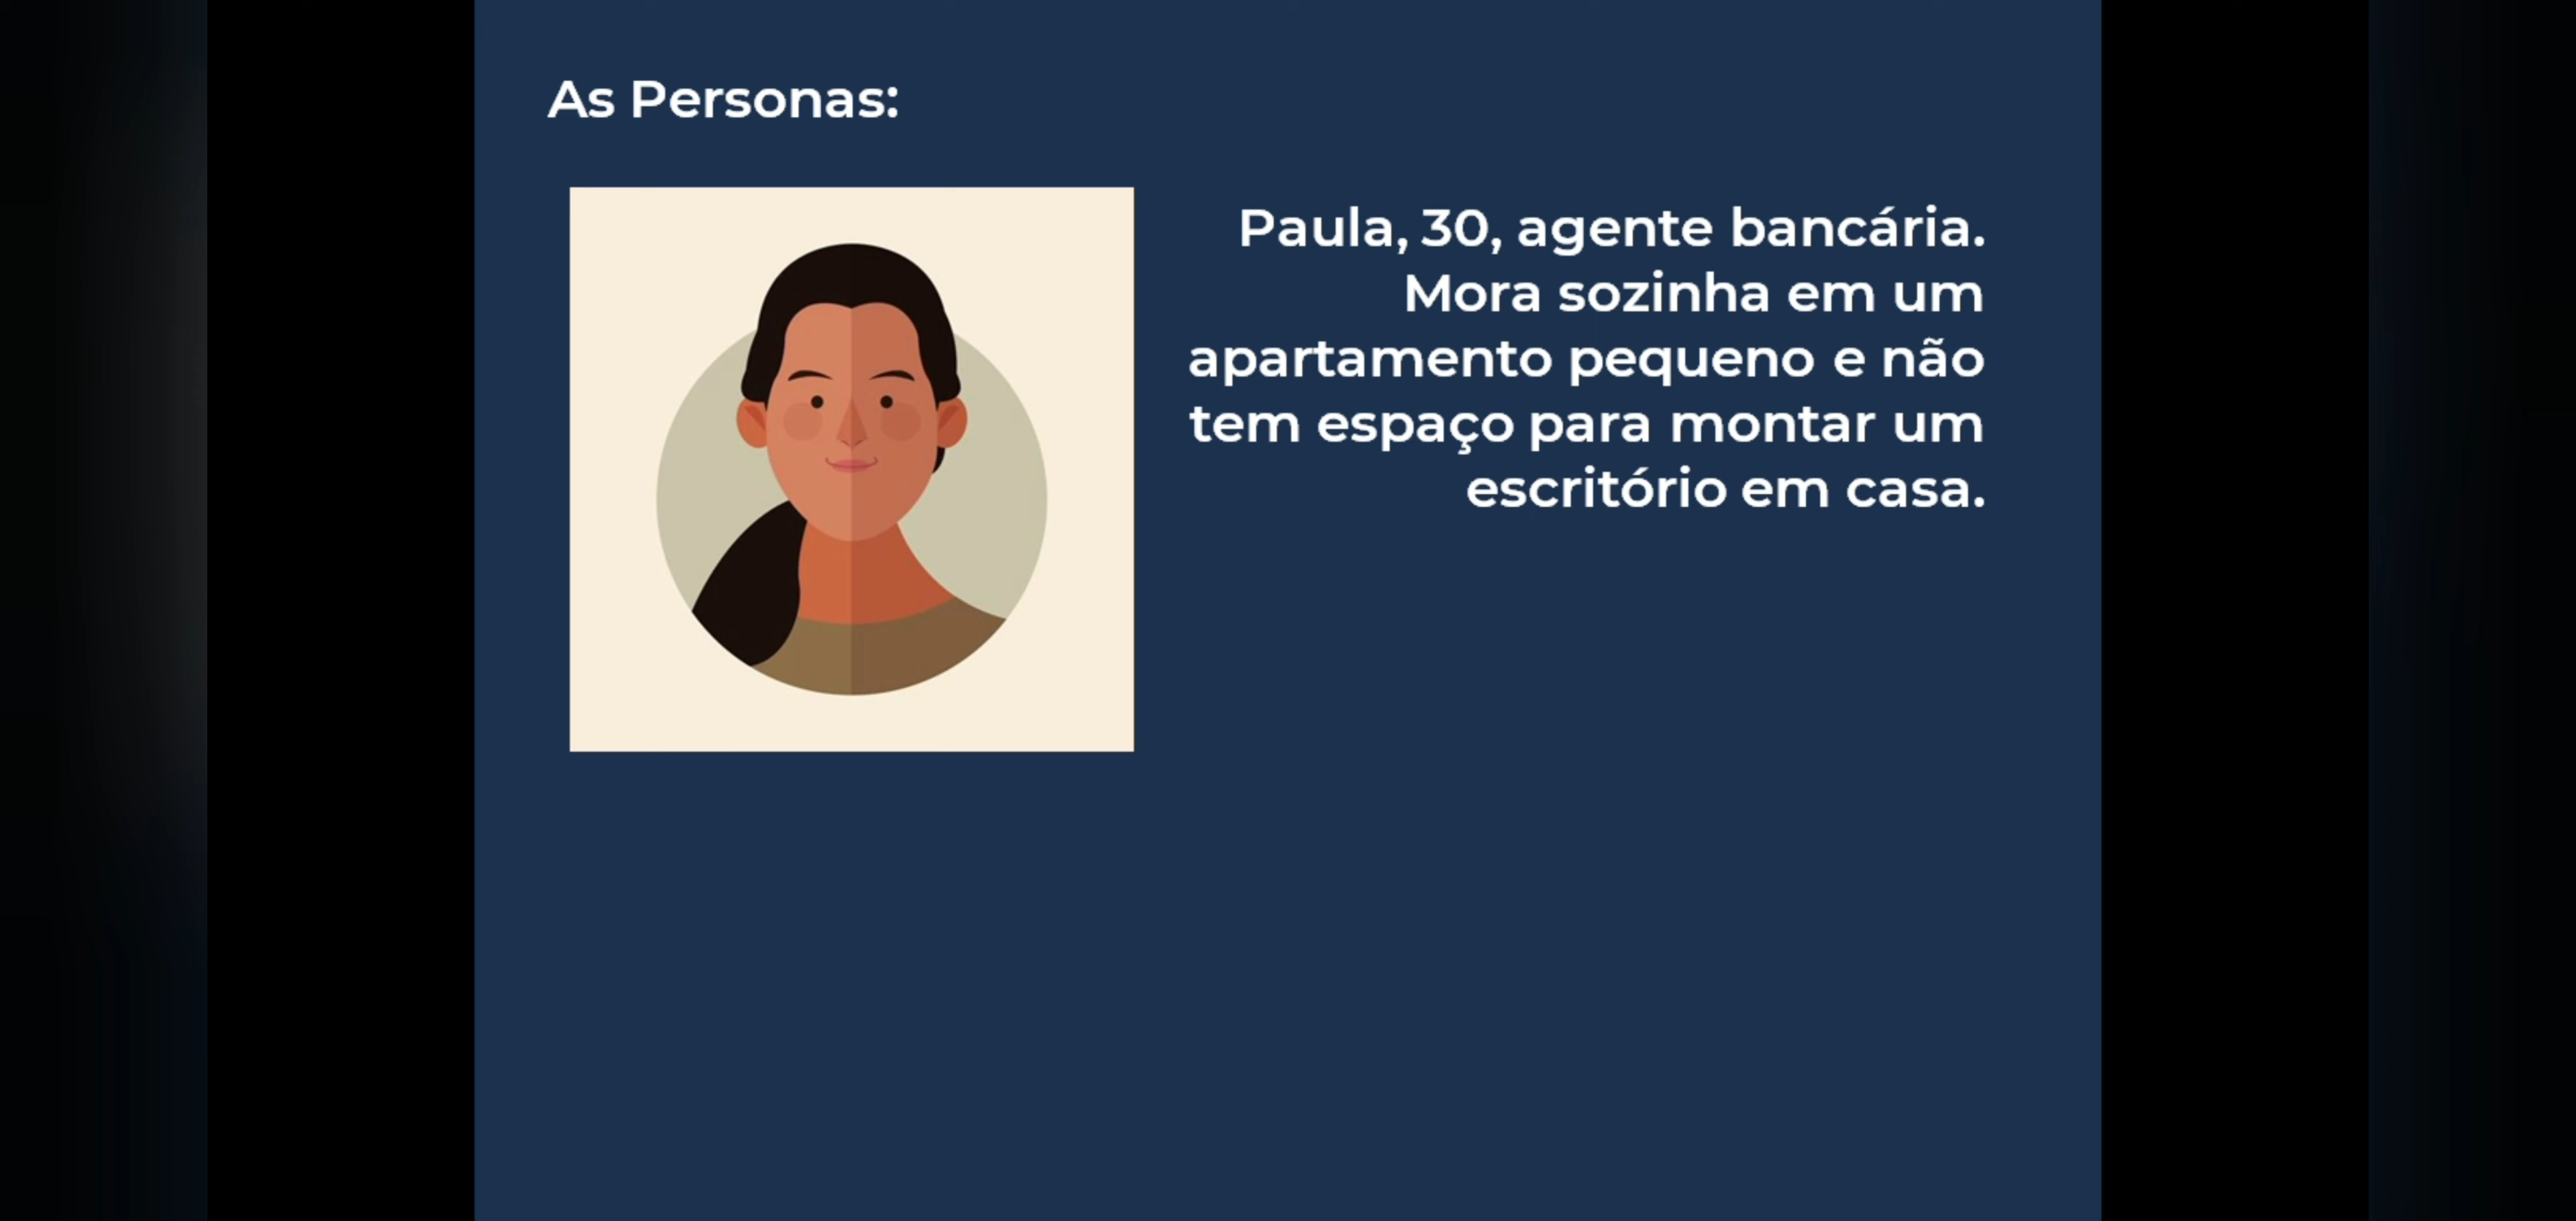 As Personas:
Paula, 30, agente bancária.
Mora sozinha em um
apartamento pequeno e não
tem espaço para montar um
escritório em casa.